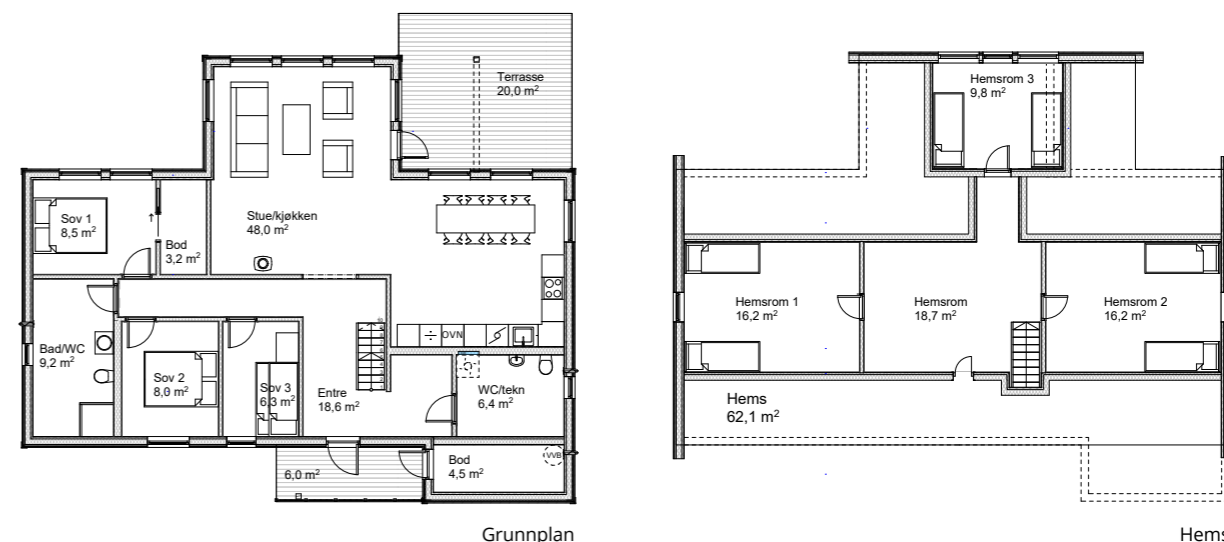 Terrasse
20,0 m²
Stue/kjøkken
48,0 m²
Sov 1
8,5 m²
Bod
3,2 m²
OVN
Bad/WC
9,2 m²
Sov 2
8,0 m²
Sov 3
6,3 m²
Entre
18,6 m²
WC/tekn
6,4 m²
6,0 m²
Bod
4,5 m²
VVB
Grunnplan
Hemsrom 3
9,8 m²
Hemsrom 1
16,2 m²
Hemsrom
18,7 m²
Hemsrom 2
16,2 m²
Hems
62,1 m²
Hems